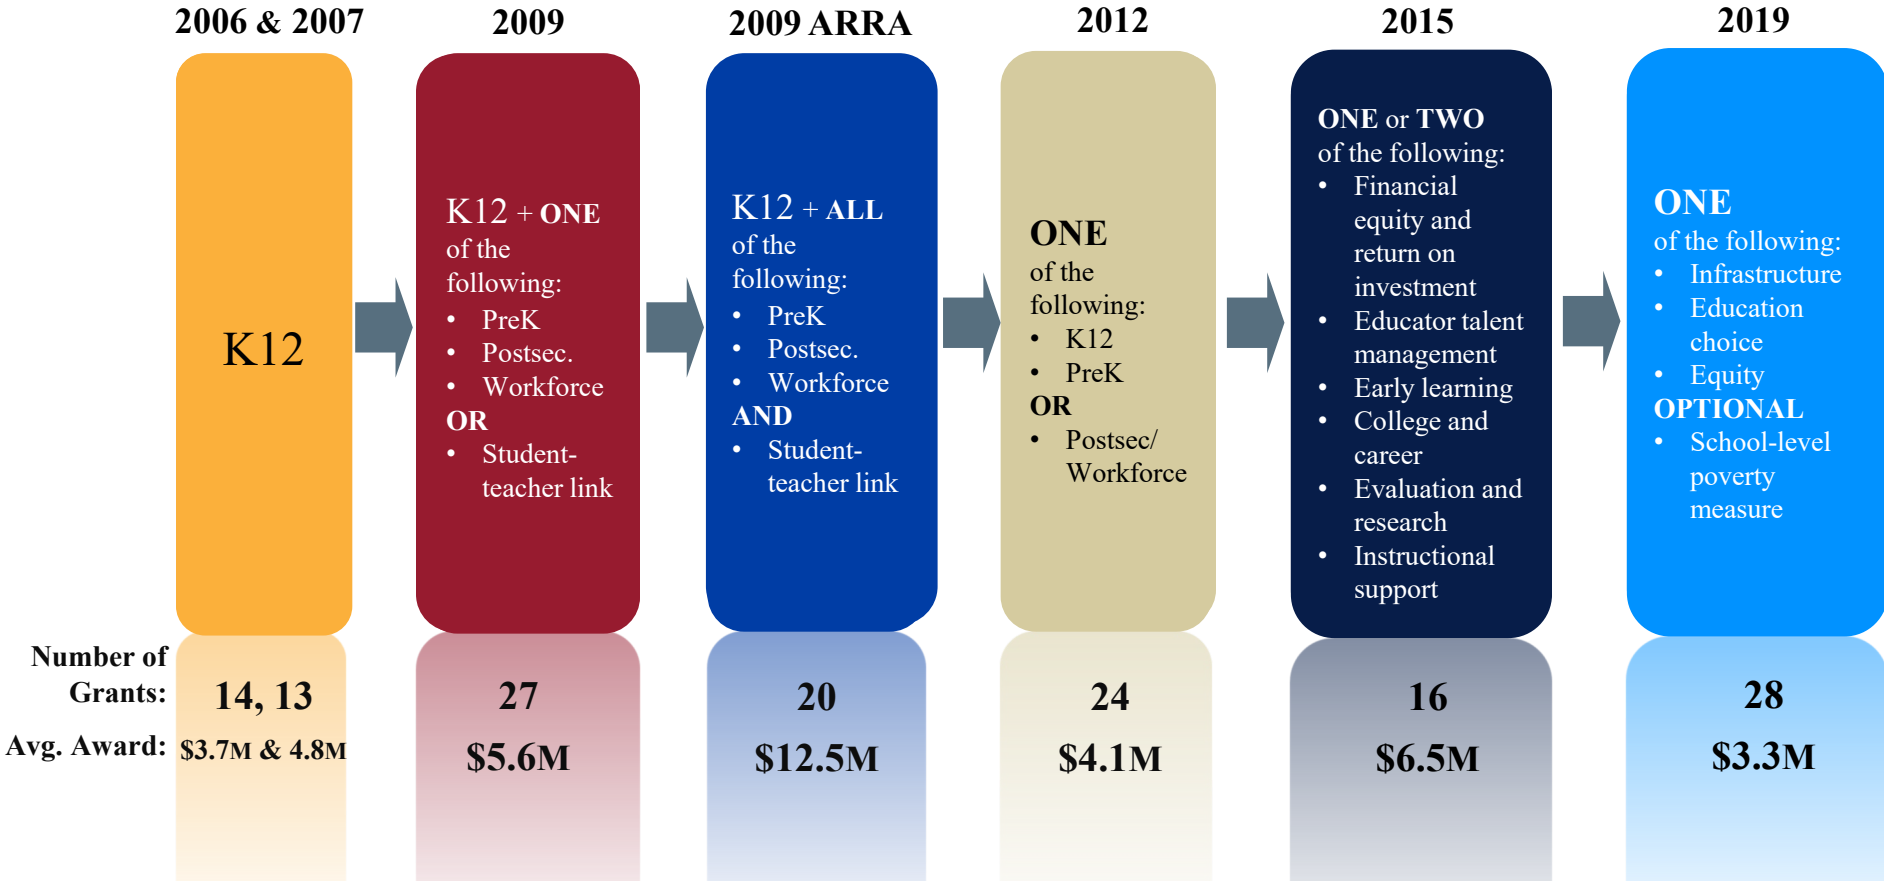 2006 & 2007
K12
2009
K12 + ONE
of the
following:
• PreK
• Postsec.
• Workforce
OR
• Student-
teacher link
2009 ARRA
K12 + ALL
of the
following:
• PreK
• Postsec.
• Workforce
AND
• Student-
teacher link
2012
ONE
of the
following:
• K12
• PreK
OR
• Postsec/
Workforce
2015
ONE or TWO
of the following:
• Financial
equity and
return on
investment
• Educator talent
management
• Early learning
• College and
career
• Evaluation and
research
• Instructional
support
2019
ONE
of the following:
• Infrastructure
• Education
choice
• Equity
OPTIONAL
• School-level
poverty
measure
Number of
Grants:
14, 13
27
20
24
16
28
Avg. Award:
$3.7M & 4.8M
$5.6M
$12.5M
$4.1M
$6.5M
$3.3M